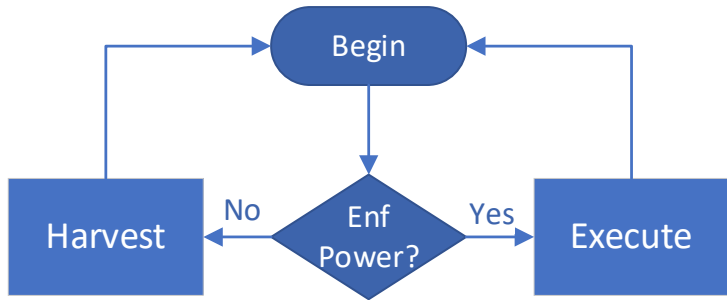 Begin
No
Enf
Yes
Harvest
Power?
Execute